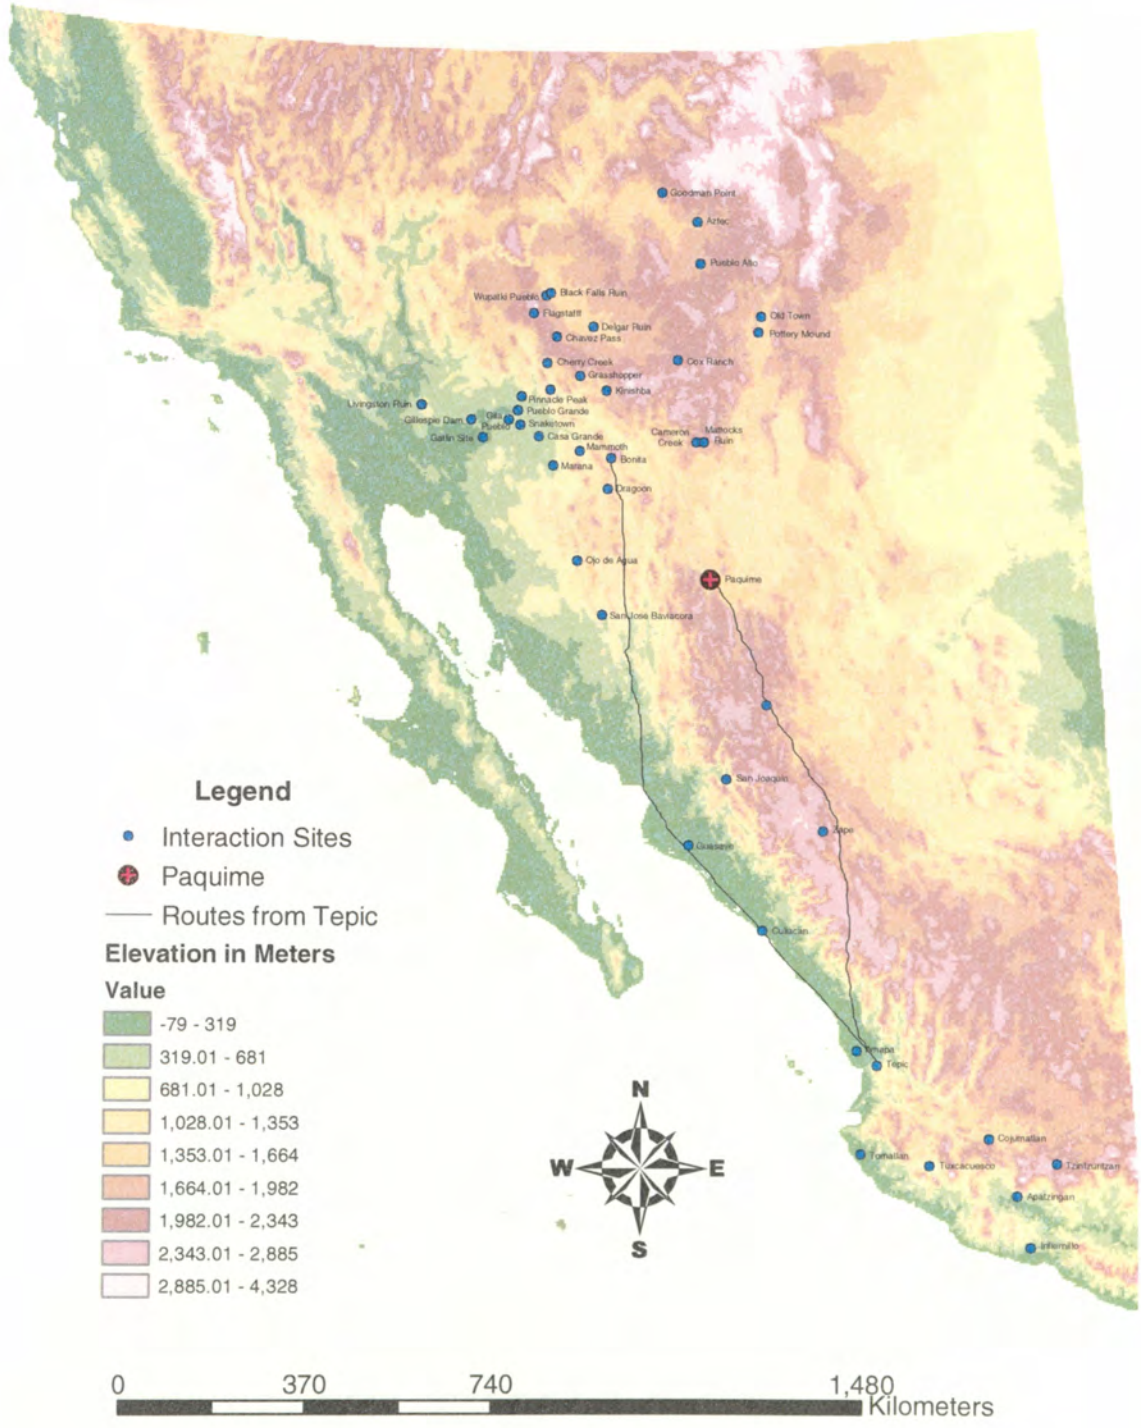 Goodman Point
Aztec
Pueblo Alto
Black Falls Ruin
Wupatki Pueblo
Flagstaff
Old Town
Delgar Ruin
Pottery Mound
Chavez Pass
Cherry Creek
Cox Ranch
Grasshopper
Kinishba
Pinnacle Peak
Livingston Ruin
Pueblo Grande
Gillespie Dam
Gila
Pueblo
Snaketown
Gatlin Site
Casa Grande
Cameron
Creek
Mattocks
Ruin
Mammoth
Bonita
Marana
Dragoon
Ojo de Agua
Paquime
San Jose Baviacora
San Joaquin
Zape
Guasave
Culiacan
Amapa
Tepic
Cojumatlan
Tomatlan
Tuxcacuesco
Tzintzuntzan
Apatzingan
Infiernillo
Legend
Interaction Sites
Paquime
Routes from Tepic
Elevation in Meters
Value
-79 - 319
319.01 - 681
681.01 - 1,028
1,028.01 - 1,353
1,353.01 - 1,664
1,664.01 - 1,982
1,982.01 - 2,343
2,343.01 - 2,885
2,885.01 - 4,328
N
W E
S
0 370 740 1,480
Kilometers